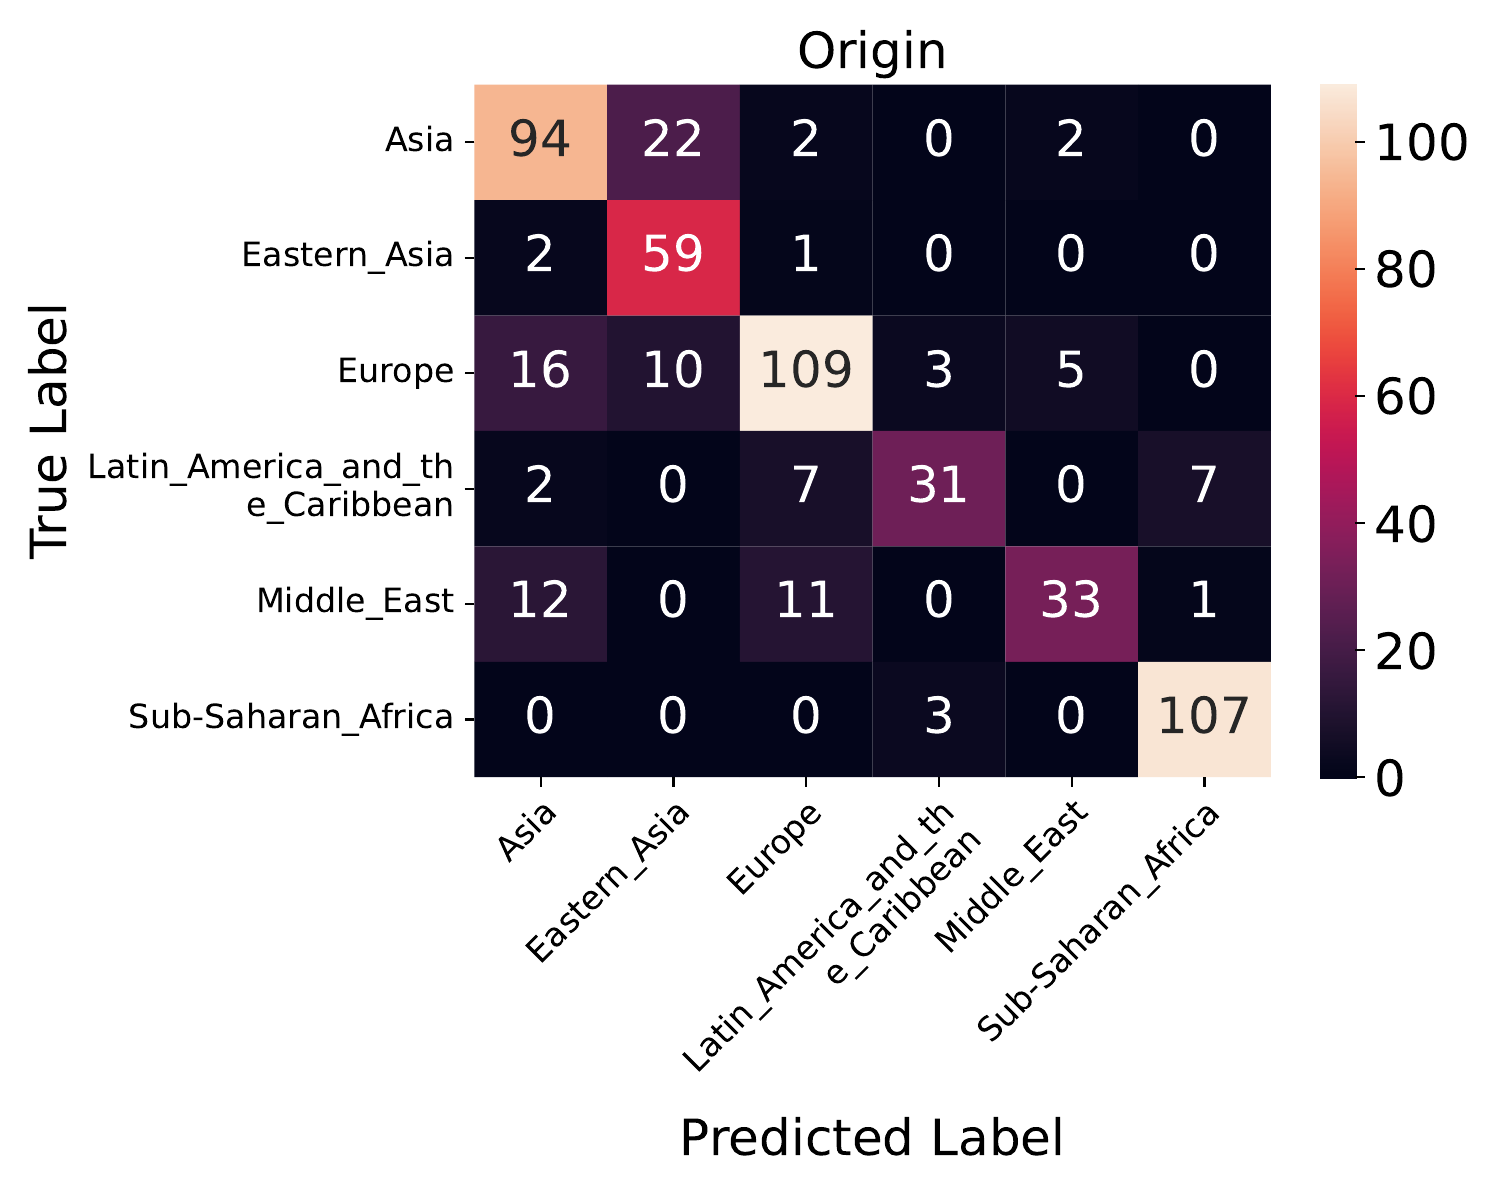 Origin
True Label
Asia
94 22 2 0 2 0
Eastern_Asia
2 59 1 0 0 0
Europe
16 10 109 3 5 0
Latin_America_and_th
e_Caribbean
2 0 7 31 0 7
Middle_East
12 0 11 0 33 1
Sub-Saharan_Africa
0 0 0 3 0 107
Asia
Eastern_Asia
Europe
Latin_America_and_th
e_Caribbean
Middle_East
Sub-Saharan_Africa
Predicted Label
100
80
60
40
20
0